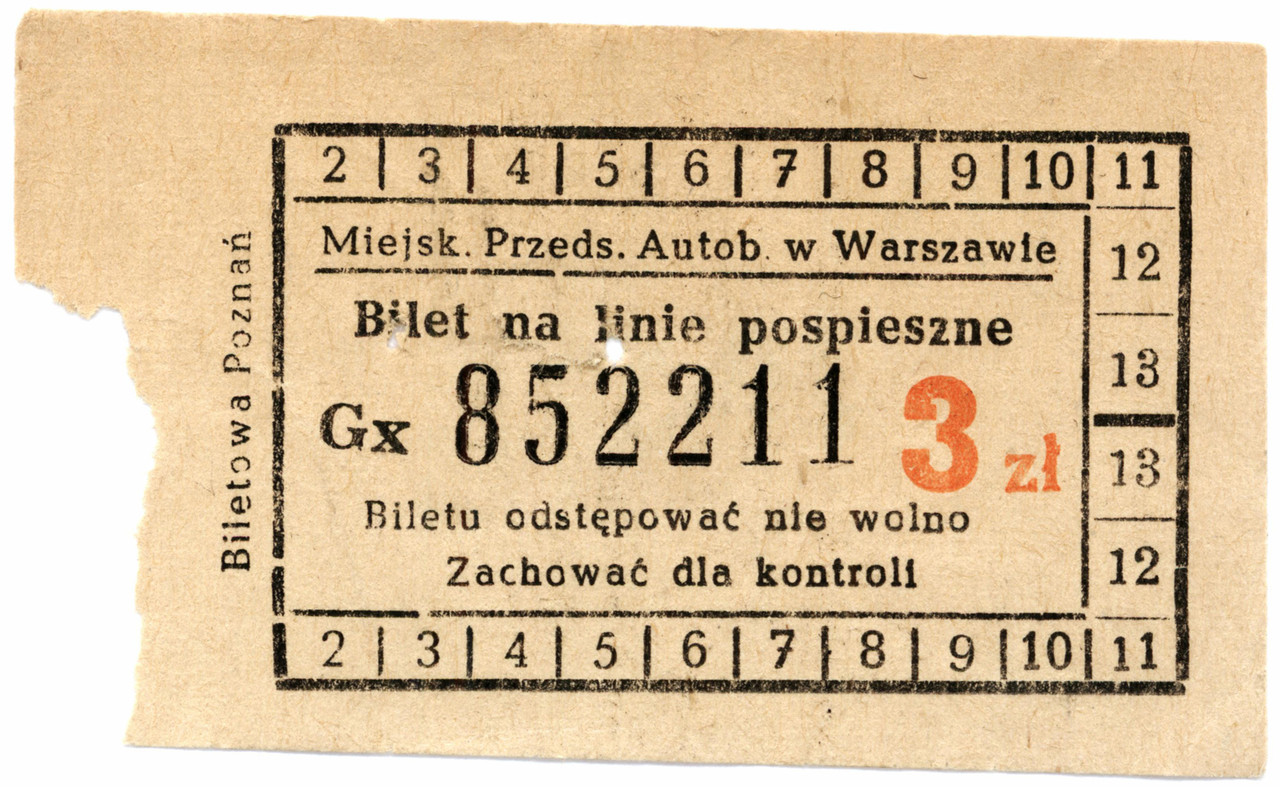 2 3 4 5 6 7 8 9 10 11
Miejsk. Przeds. Autob. w Warszawie
12
Bilet na linie pospieszne
13
Gx 852211 3 zł
13
Biletu odstępować nie wolno
Zachować dla kontroli
12
2 3 4 5 6 7 8 9 10 11
Biletowa Poznań